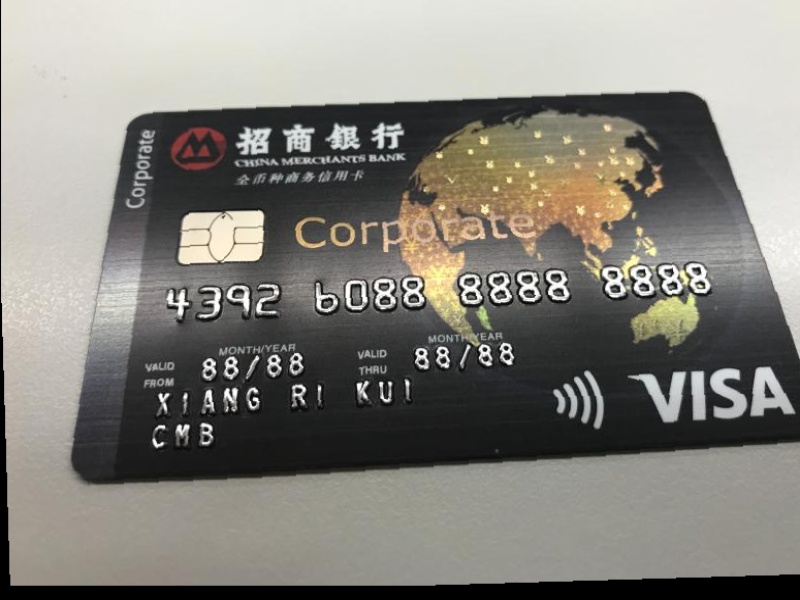 Corporate
招商銀行
CHINA MERCHANTS BANK
全币种商务信用卡
Corporate
4392 6088 8888 8888
MONTH/YEAR
VALID FROM 88/88
MONTH/YEAR
VALID THRU 88/88
XIANG RI KUI
CMB
VISA